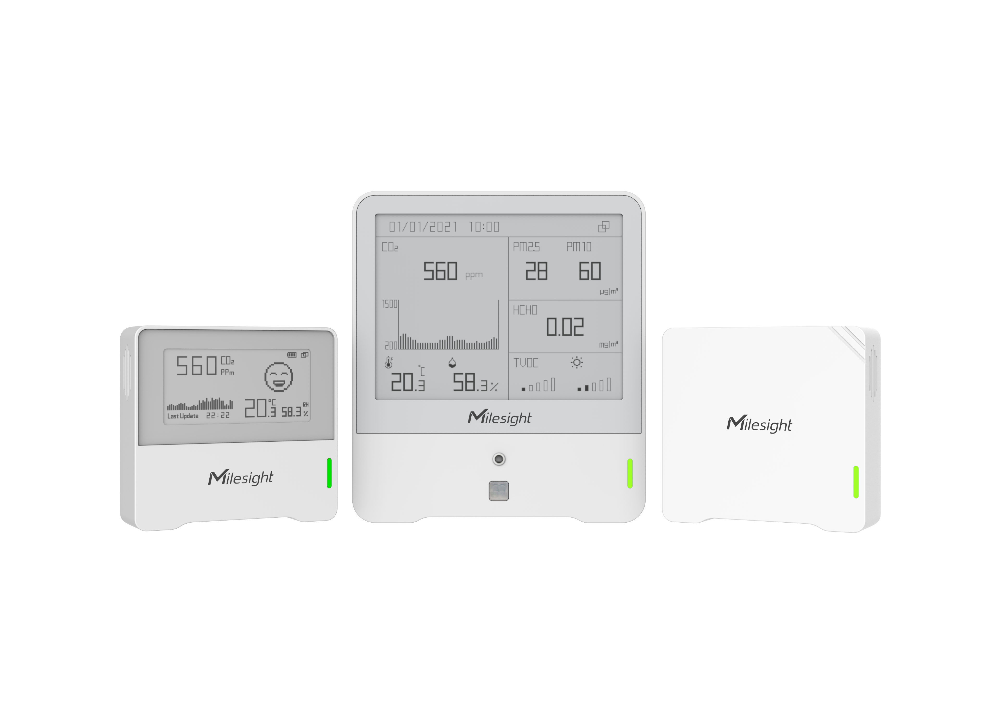 560 CO₂ ppm
Last Update 22:22
20.3 °C 58.3 RH %
Milesight
01/01/2021 10:00
CO₂
560 ppm
1500
200
20.3 °C 58.3 %
PM2.5 PM10
28 60
µg/m³
HCHO
0.02
mg/m³
TVOC
Milesight
Milesight